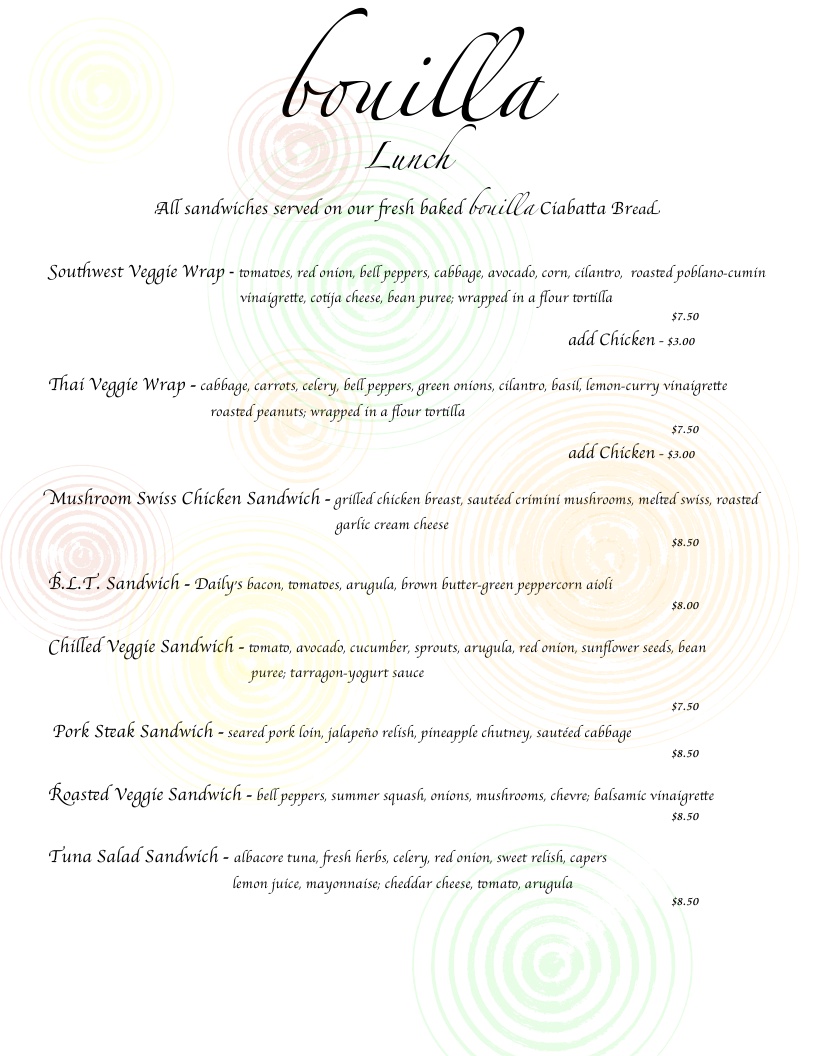 bouilla
Lunch
All sandwiches served on our fresh baked bouilla Ciabatta Bread
Southwest Veggie Wrap - tomatoes, red onion, bell peppers, cabbage, avocado, corn, cilantro, roasted poblano-cumin
vinaigrette, cotija cheese, bean puree; wrapped in a flour tortilla
$7.50
add Chicken - $3.00
Thai Veggie Wrap - cabbage, carrots, celery, bell peppers, green onions, cilantro, basil, lemon-curry vinaigrette
roasted peanuts; wrapped in a flour tortilla
$7.50
add Chicken - $3.00
Mushroom Swiss Chicken Sandwich - grilled chicken breast, sautéed crimini mushrooms, melted swiss, roasted
garlic cream cheese
$8.50
B.L.T. Sandwich - Daily's bacon, tomatoes, arugula, brown butter-green peppercorn aioli
$8.00
Chilled Veggie Sandwich - tomato, avocado, cucumber, sprouts, arugula, red onion, sunflower seeds, bean
puree; tarragon-yogurt sauce
$7.50
Pork Steak Sandwich - seared pork loin, jalapeño relish, pineapple chutney, sautéed cabbage
$8.50
Roasted Veggie Sandwich - bell peppers, summer squash, onions, mushrooms, chevre; balsamic vinaigrette
$8.50
Tuna Salad Sandwich - albacore tuna, fresh herbs, celery, red onion, sweet relish, capers
lemon juice, mayonnaise; cheddar cheese, tomato, arugula
$8.50